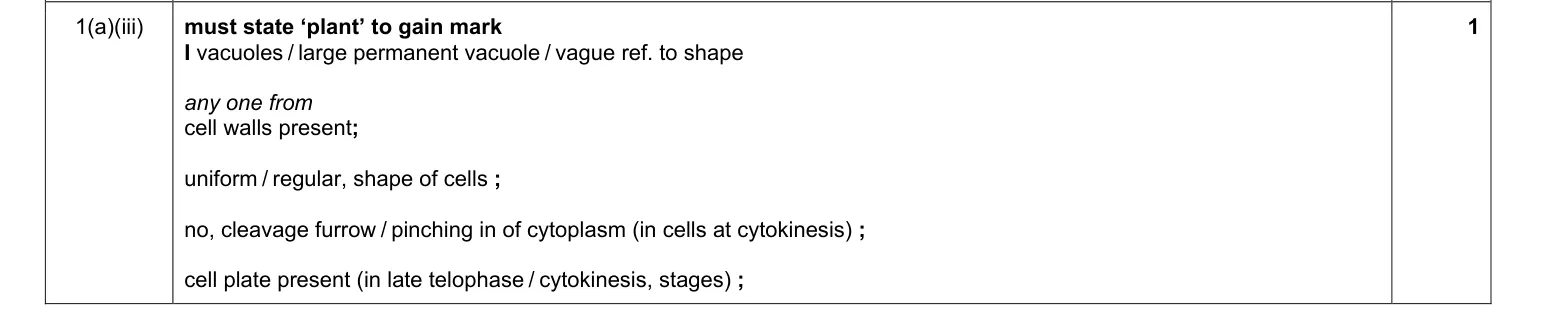 1(a)(iii)
must state ‘plant’ to gain mark
1
I vacuoles / large permanent vacuole / vague ref. to shape
any one from
cell walls present;
uniform / regular, shape of cells ;
no, cleavage furrow / pinching in of cytoplasm (in cells at cytokinesis) ;
cell plate present (in late telophase / cytokinesis, stages) ;